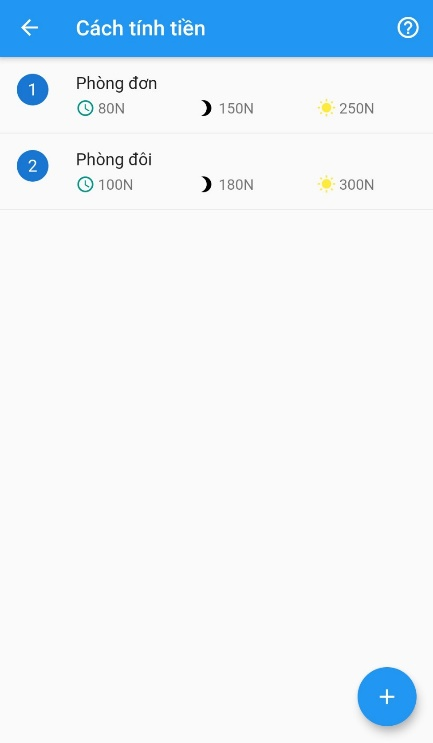 Cách tính tiền
1 Phòng đơn
80N 150N 250N
2 Phòng đôi
100N 180N 300N